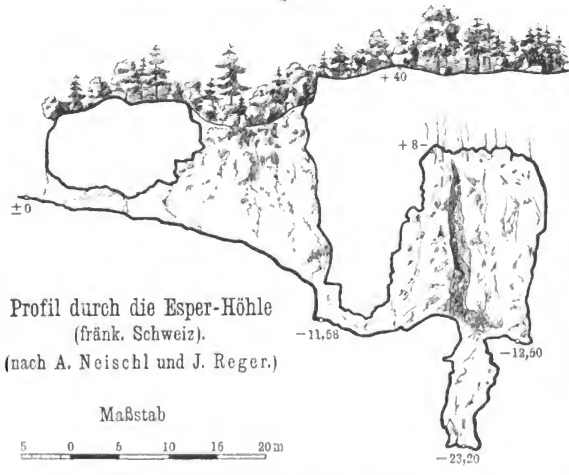 + 40
+ 8
± 0
Profil durch die Esper-Höhle
(fränk. Schweiz).
(nach A. Neischl und J. Reger.)
−11,58
−12,50
Maßstab
5 0 5 10 15 20 m
−23,20